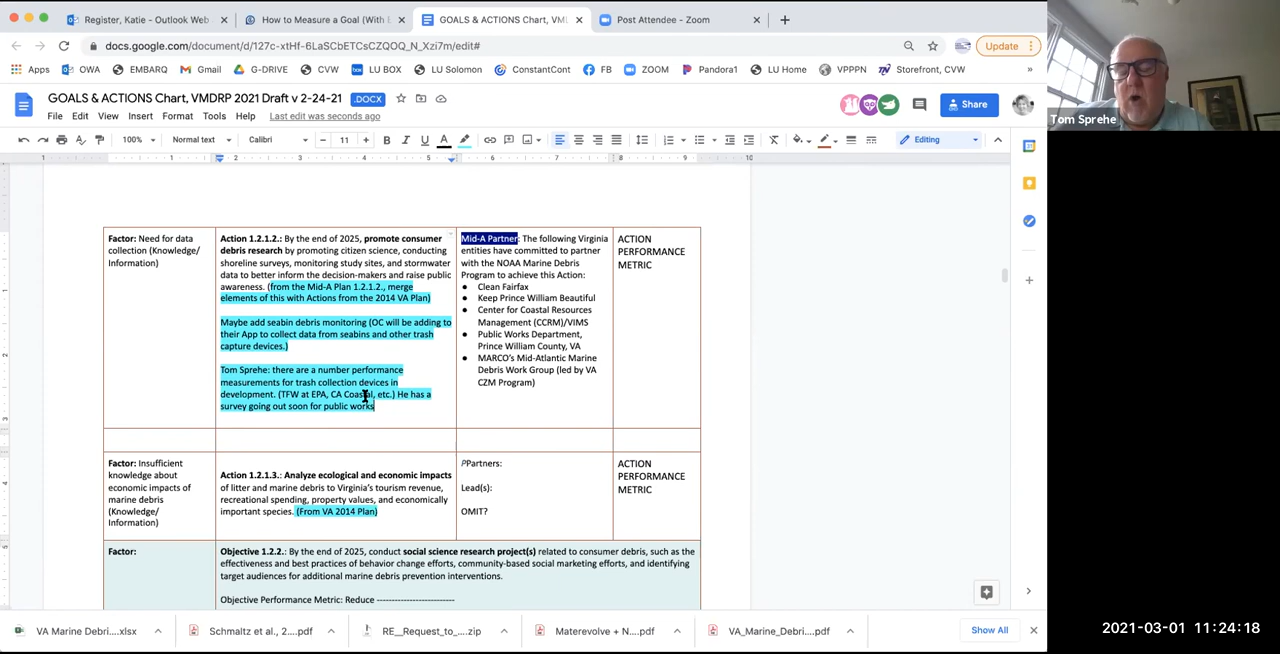 Register, Katie - Outlook Web
How to Measure a Goal (With E
GOALS & ACTIONS Chart, VM
Post Attendee - Zoom
docs.google.com/document/d/127c-xtHf-6LaSCbETCsCZQOQ_N_Xzi7m/edit#
Update
Apps OWA EMBARQ Gmail G-DRIVE CVW LU BOX LU Solomon ConstantCont FB ZOOM Pandora1 LU Home VPPPN Storefront, CVW »
GOALS & ACTIONS Chart, VMDRP 2021 Draft v 2-24-21 .DOCX
File Edit View Insert Format Tools Help Last edit was seconds ago
Share
100% Normal text Calibri 11 B I U A Editing
Tom Sprehe
Factor: Need for data
collection (Knowledge/
Information)
Action 1.2.1.2.: By the end of 2025, promote consumer
debris research by promoting citizen science, conducting
shoreline surveys, monitoring study sites, and stormwater
data to better inform the decision-makers and raise public
awareness. (from the Mid-A Plan 1.2.1.2., merge
elements of this with Actions from the 2014 VA Plan)
Maybe add seabin debris monitoring (OC will be adding to
their App to collect data from seabins and other trash
capture devices.)
Tom Sprehe: there are a number performance
measurements for trash collection devices in
development. (TFW at EPA, CA Coastal, etc.) He has a
survey going out soon for public works
Mid-A Partner: The following Virginia
entities have committed to partner
with the NOAA Marine Debris
Program to achieve this Action:
● Clean Fairfax
● Keep Prince William Beautiful
● Center for Coastal Resources
Management (CCRM)/VIMS
● Public Works Department,
Prince William County, VA
● MARCO's Mid-Atlantic Marine
Debris Work Group (led by VA
CZM Program)
ACTION
PERFORMANCE
METRIC
Factor: Insufficient
knowledge about
economic impacts of
marine debris
(Knowledge/
Information)
Action 1.2.1.3.: Analyze ecological and economic impacts
of litter and marine debris to Virginia's tourism revenue,
recreational spending, property values, and economically
important species. (From VA 2014 Plan)
PPartners:
Lead(s):
OMIT?
ACTION
PERFORMANCE
METRIC
Factor:
Objective 1.2.2.: By the end of 2025, conduct social science research project(s) related to consumer debris, such as the
effectiveness and best practices of behavior change efforts, community-based social marketing efforts, and identifying
target audiences for additional marine debris prevention interventions.
Objective Performance Metric: Reduce -------------------------
VA Marine Debri....xlsx
Schmaltz et al., 2....pdf
RE__Request_to_....zip
Materevolve + N....pdf
VA_Marine_Debri....pdf
Show All
2021-03-01 11:24:18